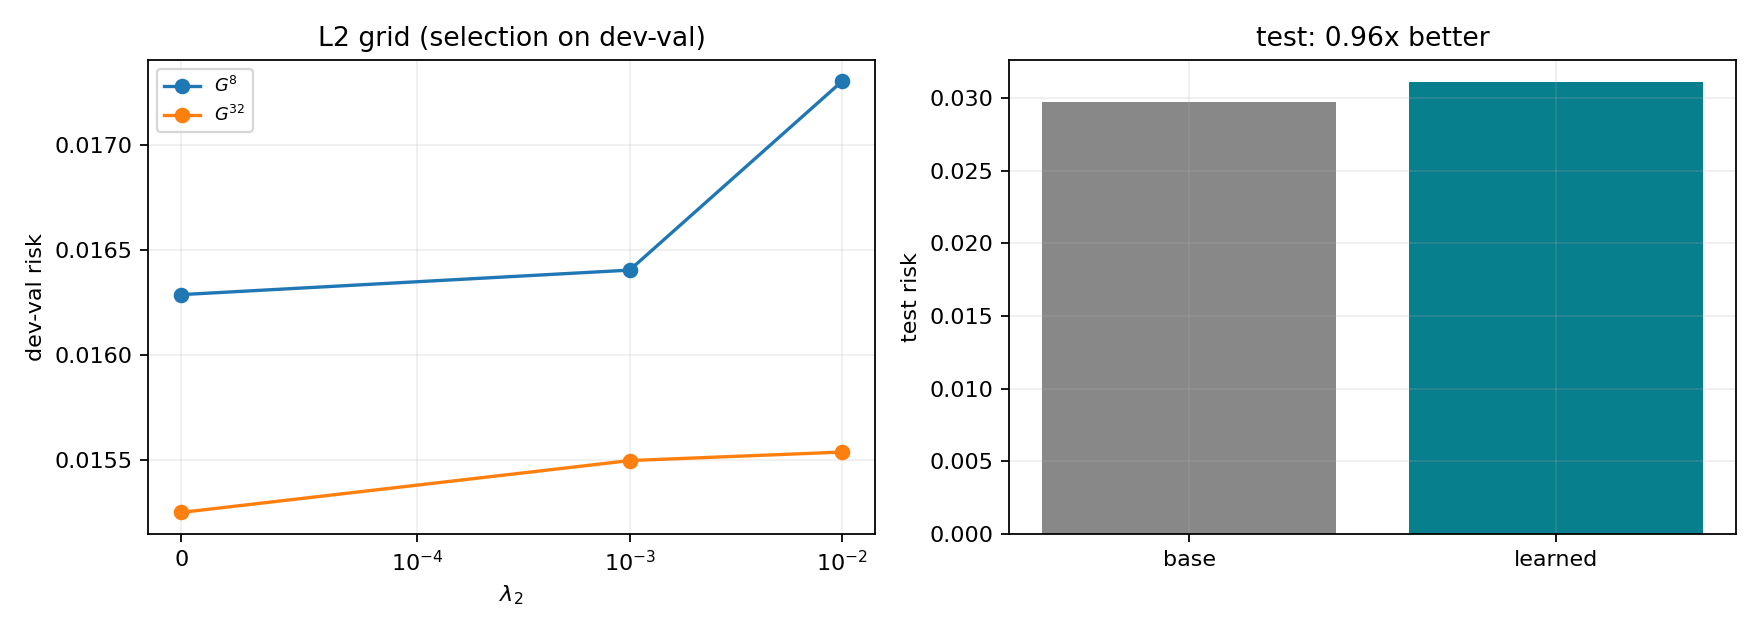 L2 grid (selection on dev-val)
G^8
G^32
0.0170
0.0165
0.0160
0.0155
dev-val risk
0
10^−4
10^−3
10^−2
λ_2
test: 0.96x better
0.030
0.025
0.020
0.015
0.010
0.005
0.000
test risk
base
learned